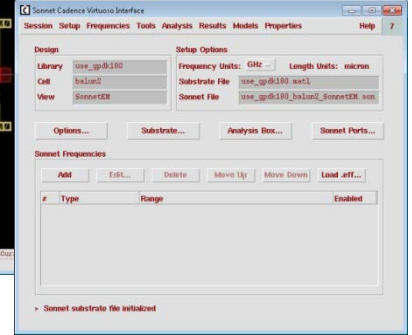 Sonnet Cadence Virtuoso Interface
Session Setup Frequencies Tools Analysis Results Models Properties Help 7
Design
Library use_gpdk180
Cell balun2
View SonnetEM
Setup Options
Frequency Units: GHz Length Units: micron
Substrate File use_gpdk180.matl
Sonnet File use_gpdk180_balun2_SonnetEM.son
Options... Substrate... Analysis Box... Sonnet Ports...
Sonnet Frequencies
Add Edit... Delete Move Up Move Down Load .eff...
# Type Range Enabled
> Sonnet substrate file initialized